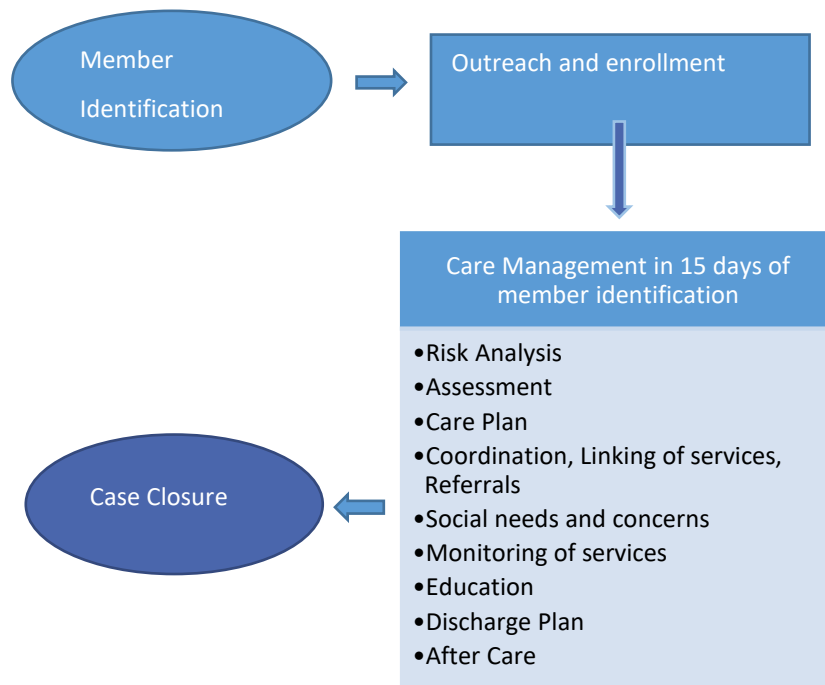 Member
Identification
Outreach and enrollment
Care Management in 15 days of
member identification
•Risk Analysis
•Assessment
•Care Plan
•Coordination, Linking of services,
Referrals
•Social needs and concerns
•Monitoring of services
•Education
•Discharge Plan
•After Care
Case Closure